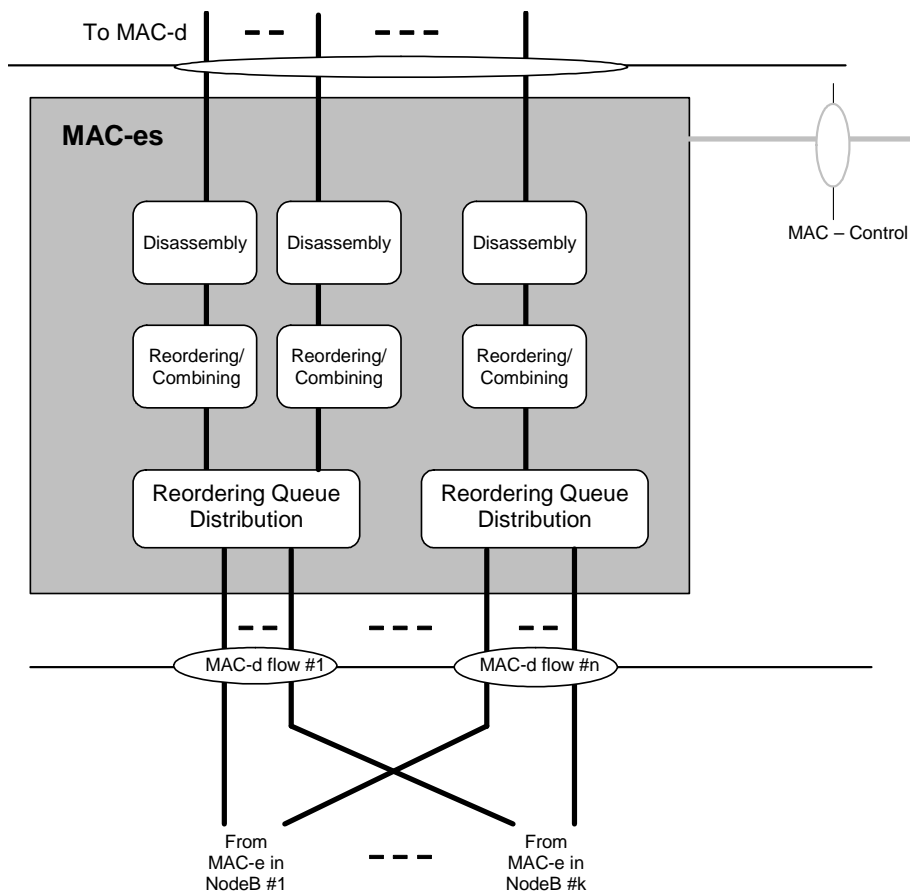 To MAC-d
MAC-es
MAC – Control
Disassembly
Disassembly
Disassembly
Reordering/
Combining
Reordering/
Combining
Reordering/
Combining
Reordering Queue
Distribution
Reordering Queue
Distribution
MAC-d flow #1
MAC-d flow #n
From
MAC-e in
NodeB #1
From
MAC-e in
NodeB #k